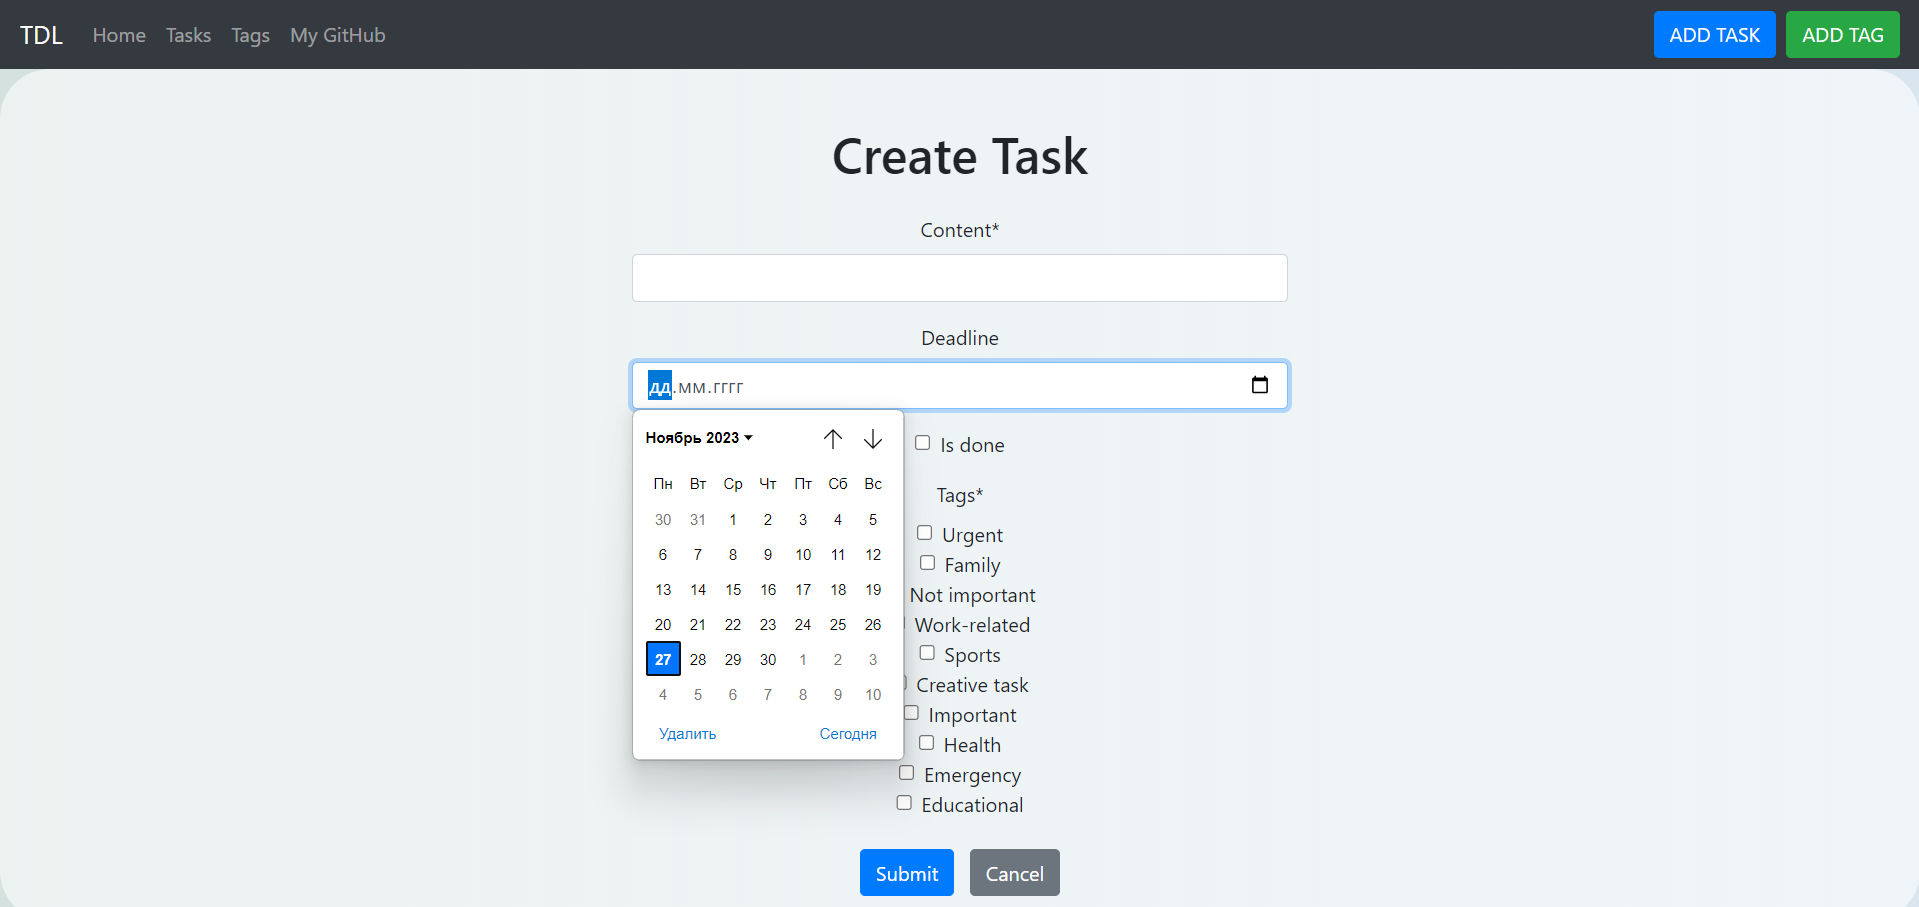 TDL Home Tasks Tags My GitHub ADD TASK ADD TAG
Create Task
Content*
Deadline
дд.мм.гггг
Ноябрь 2023
Пн Вт Ср Чт Пт Сб Вс
30 31 1 2 3 4 5
6 7 8 9 10 11 12
13 14 15 16 17 18 19
20 21 22 23 24 25 26
27 28 29 30 1 2 3
4 5 6 7 8 9 10
Удалить Сегодня
Is done
Tags*
Urgent
Family
Not important
Work-related
Sports
Creative task
Important
Health
Emergency
Educational
Submit Cancel